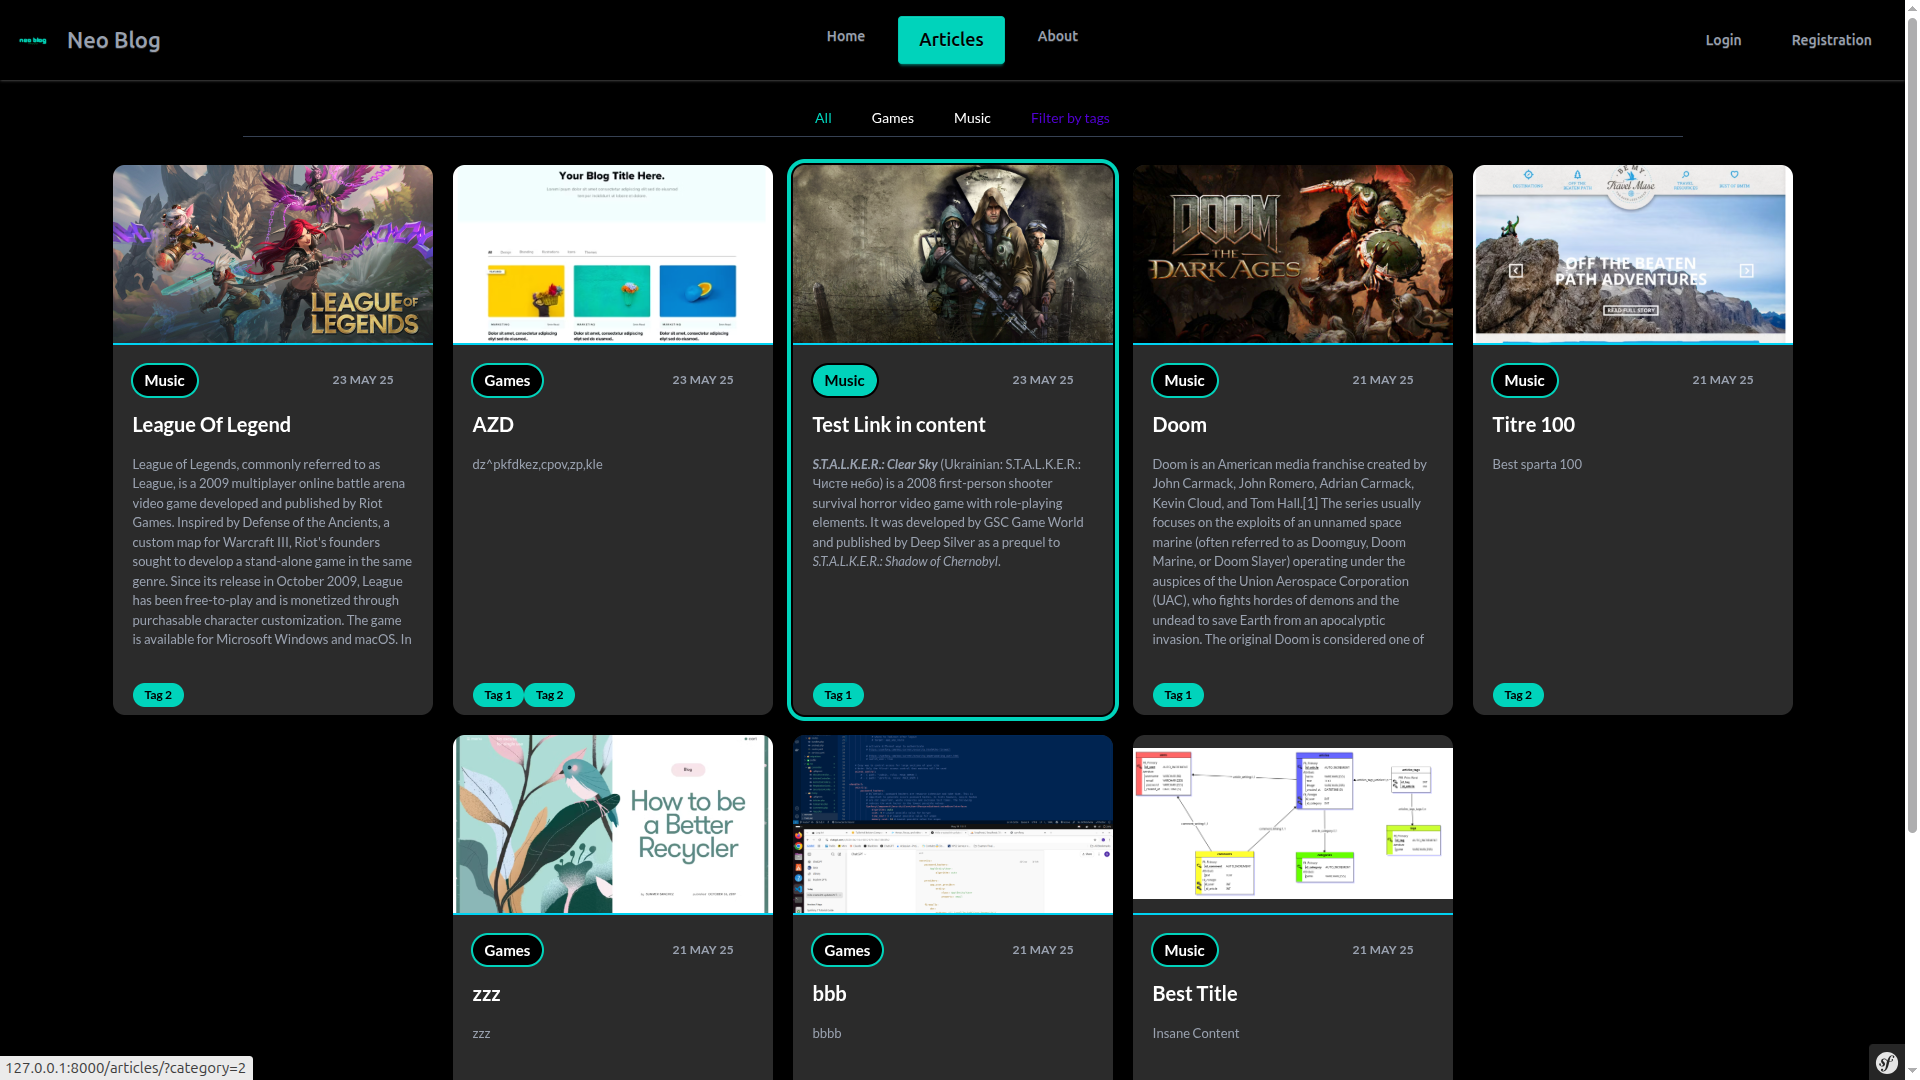 neo blog
Neo Blog
Home
Articles
About
Login
Registration
All
Games
Music
Filter by tags
LEAGUE OF
LEGENDS
Music
23 MAY 25
League Of Legend
League of Legends, commonly referred to as
League, is a 2009 multiplayer online battle arena
video game developed and published by Riot
Games. Inspired by Defense of the Ancients, a
custom map for Warcraft III, Riot's founders
sought to develop a stand-alone game in the same
genre. Since its release in October 2009, League
has been free-to-play and is monetized through
purchasable character customization. The game
is available for Microsoft Windows and macOS. In
Tag 2
Your Blog Title Here.
Games
23 MAY 25
AZD
dz^pkfdkez,cpov,zp,kle
Tag 1
Tag 2
Music
23 MAY 25
Test Link in content
S.T.A.L.K.E.R.: Clear Sky (Ukrainian: S.T.A.L.K.E.R.:
Чисте небо) is a 2008 first-person shooter
survival horror video game with role-playing
elements. It was developed by GSC Game World
and published by Deep Silver as a prequel to
S.T.A.L.K.E.R.: Shadow of Chernobyl.
Tag 1
DOOM
THE
DARK AGES
Music
21 MAY 25
Doom
Doom is an American media franchise created by
John Carmack, John Romero, Adrian Carmack,
Kevin Cloud, and Tom Hall.[1] The series usually
focuses on the exploits of an unnamed space
marine (often referred to as Doomguy, Doom
Marine, or Doom Slayer) operating under the
auspices of the Union Aerospace Corporation
(UAC), who fights hordes of demons and the
undead to save Earth from an apocalyptic
invasion. The original Doom is considered one of
Tag 1
BE MY
Travel Muse
DESTINATIONS
OFF THE
BEATEN PATH
TRAVEL
RESOURCES
OFF THE BEATEN
PATH ADVENTURES
READ FULL STORY
Music
21 MAY 25
Titre 100
Best sparta 100
Tag 2
Blog
How to be
a Better
Recycler
Games
21 MAY 25
zzz
zzz
Games
21 MAY 25
bbb
bbbb
Music
21 MAY 25
Best Title
Insane Content
127.0.0.1:8000/articles/?category=2
sf